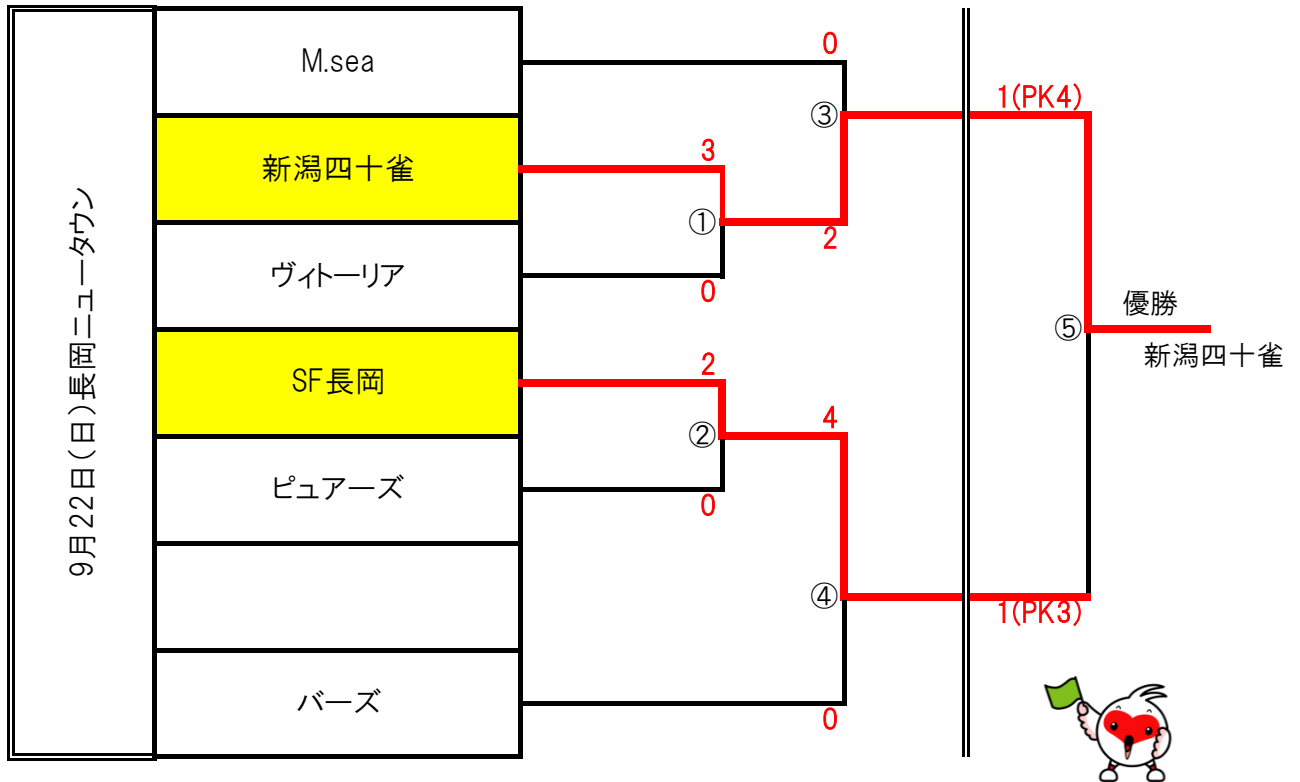 9月22日(日)長岡ニュータウン
M.sea
新潟四十雀
ヴィトーリア
SF長岡
ピュアーズ
バーズ
0
③
3
①
2
0
2
②
4
0
④
0
1(PK4)
⑤
1(PK3)
優勝
新潟四十雀